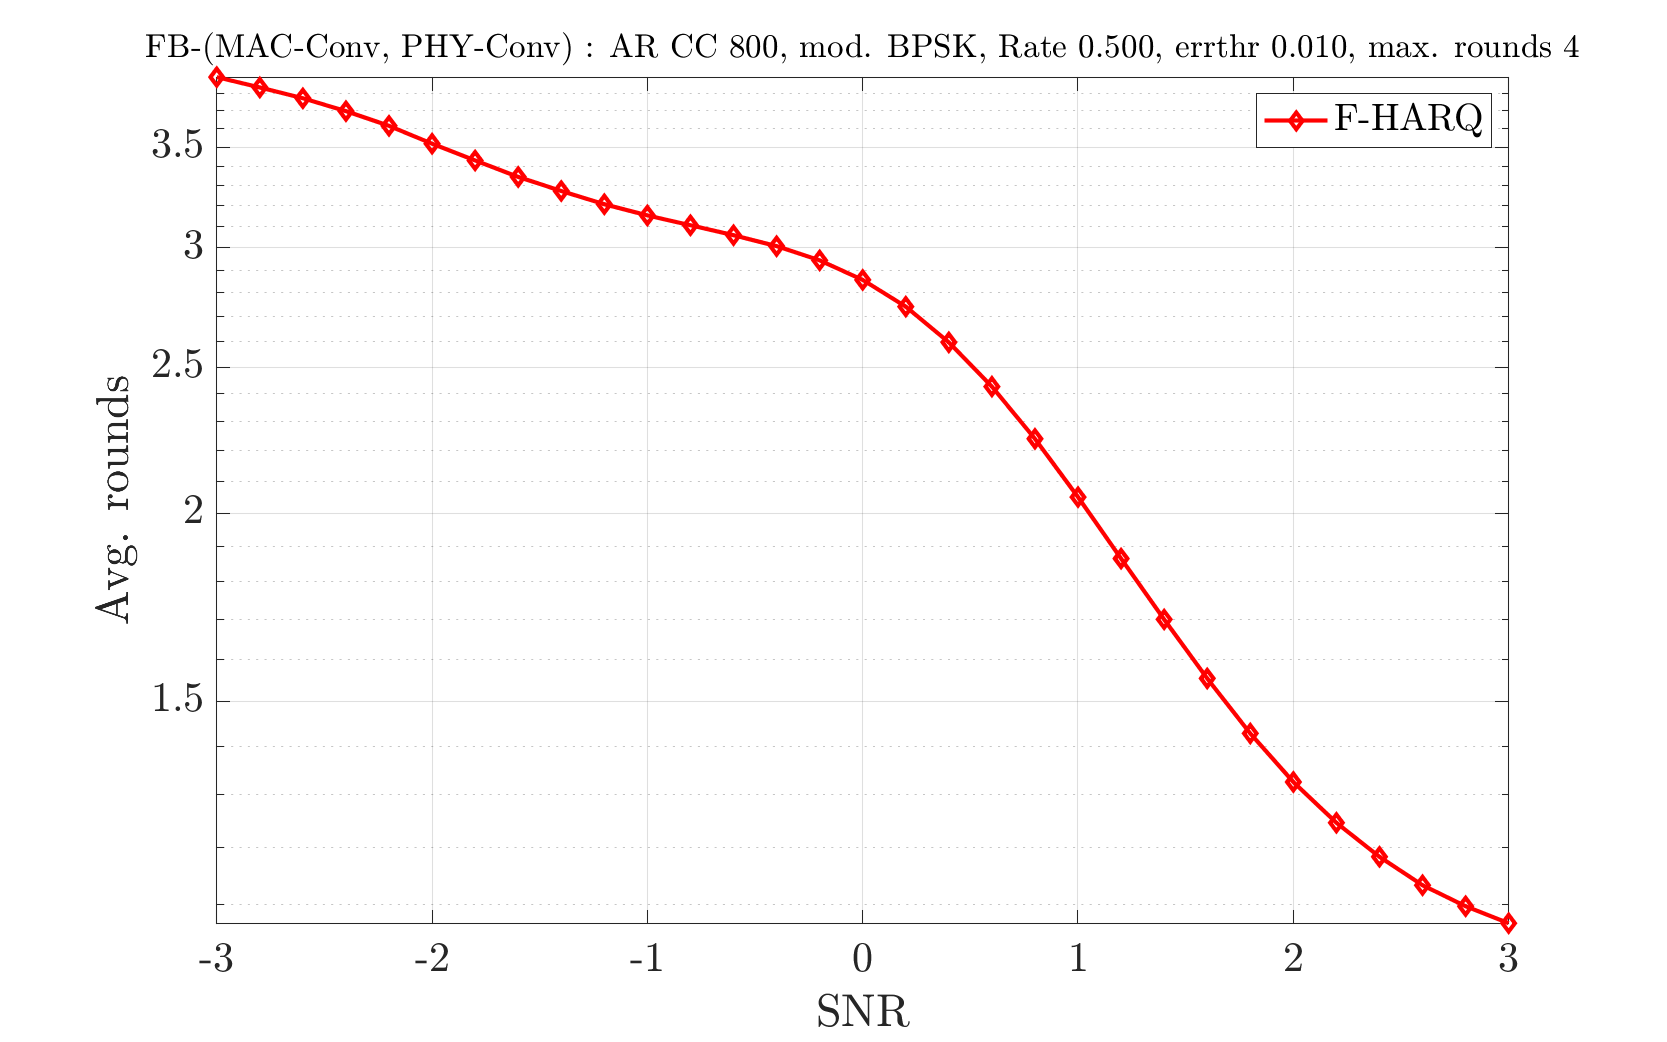 FB-(MAC-Conv, PHY-Conv) : AR CC 800, mod. BPSK, Rate 0.500, errthr 0.010, max. rounds 4
F-HARQ
3.5
3
2.5
2
1.5
Avg. rounds
-3 -2 -1 0 1 2 3
SNR